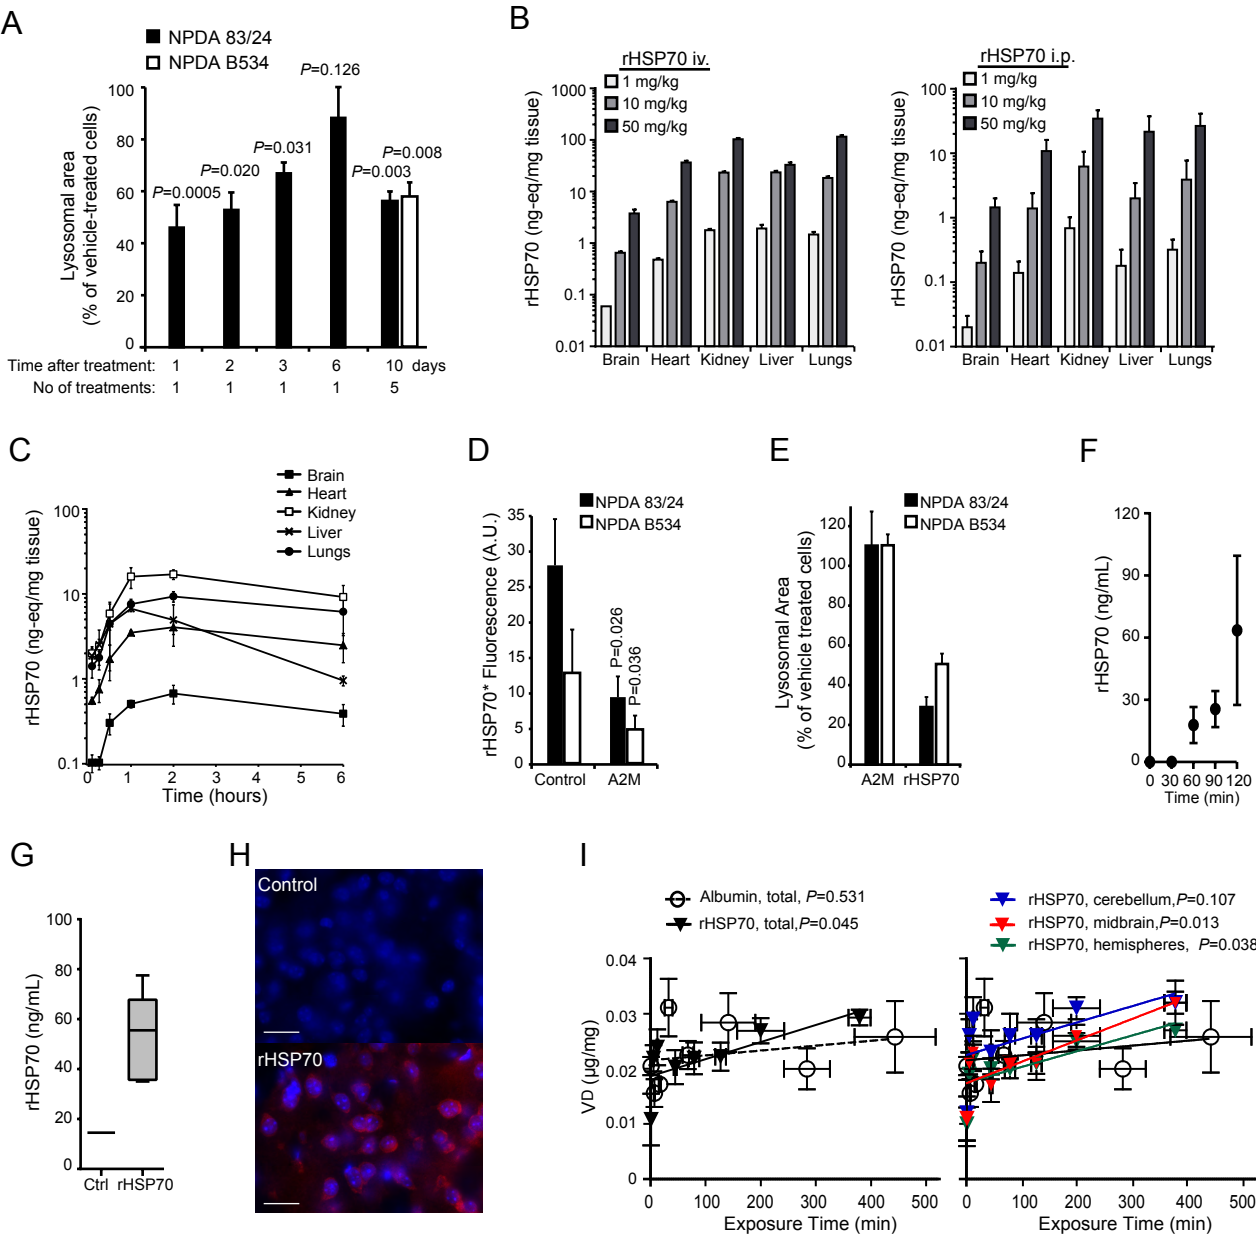 A
NPDA 83/24
NPDA B534
P=0.126
P=0.0005
P=0.020
P=0.031
P=0.003
P=0.008
Lysosomal area
(% of vehicle-treated cells)
100
80
60
40
20
0
Time after treatment: 1 2 3 6 10 days
No of treatments: 1 1 1 1 5
B
rHSP70 iv.
1 mg/kg
10 mg/kg
50 mg/kg
rHSP70 (ng-eq/mg tissue)
1000
100
10
1
0.1
0.01
Brain Heart Kidney Liver Lungs
rHSP70 i.p.
1 mg/kg
10 mg/kg
50 mg/kg
rHSP70 (ng-eq/mg tissue)
100
10
1
0.1
0.01
Brain Heart Kidney Liver Lungs
C
Brain
Heart
Kidney
Liver
Lungs
rHSP70 (ng-eq/mg tissue)
100
10
1
0.1
0 1 2 3 4 5 6
Time (hours)
D
NPDA 83/24
NPDA B534
rHSP70* Fluorescence (A.U.)
35
30
25
20
15
10
5
0
P=0.026
P=0.036
Control A2M
E
NPDA 83/24
NPDA B534
Lysosomal Area
(% of vehicle treated cells)
120
100
80
60
40
20
0
A2M rHSP70
F
rHSP70 (ng/mL)
120
90
60
30
0
0 30 60 90 120
Time (min)
G
rHSP70 (ng/mL)
100
80
60
40
20
0
Ctrl rHSP70
H
Control
rHSP70
I
Albumin, total, P=0.531
rHSP70, total,P=0.045
VD (µg/mg)
0.04
0.03
0.02
0.01
0
0 100 200 300 400 500
Exposure Time (min)
rHSP70, cerebellum,P=0.107
rHSP70, midbrain,P=0.013
rHSP70, hemispheres, P=0.038
0 100 200 300 400 500
Exposure Time (min)